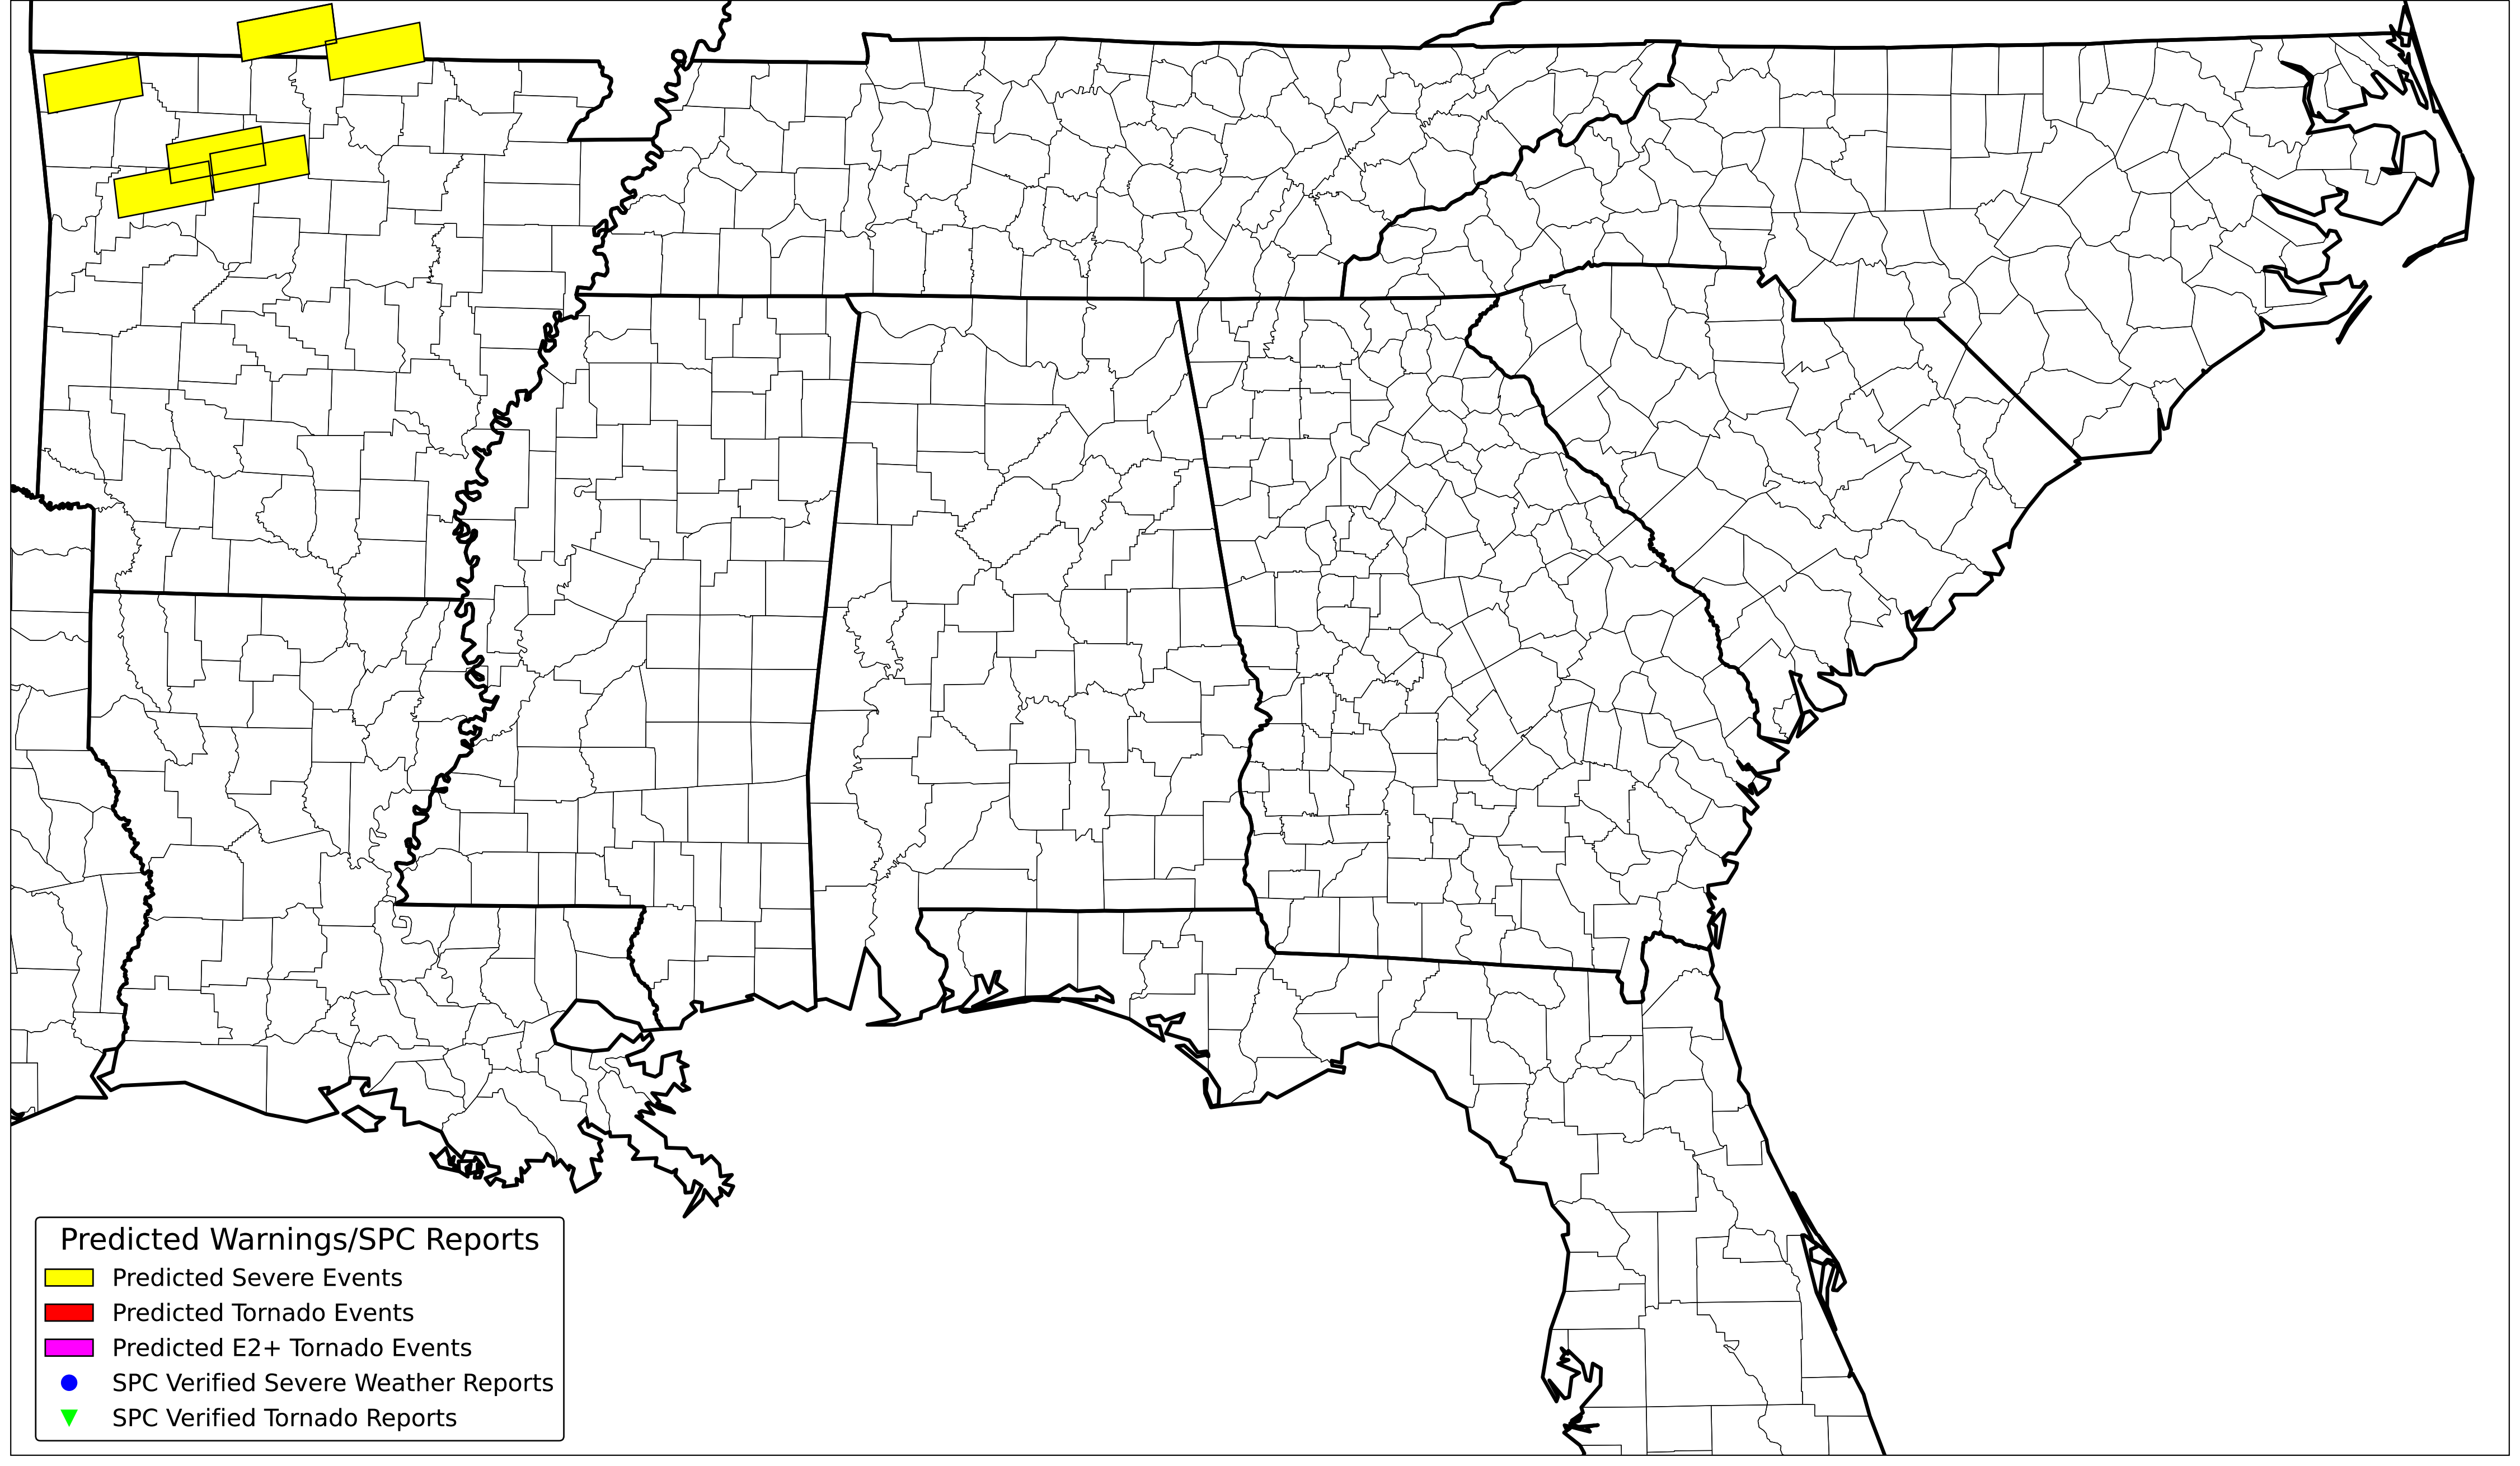 Predicted Warnings/SPC Reports
Predicted Severe Events
Predicted Tornado Events
Predicted E2+ Tornado Events
SPC Verified Severe Weather Reports
SPC Verified Tornado Reports